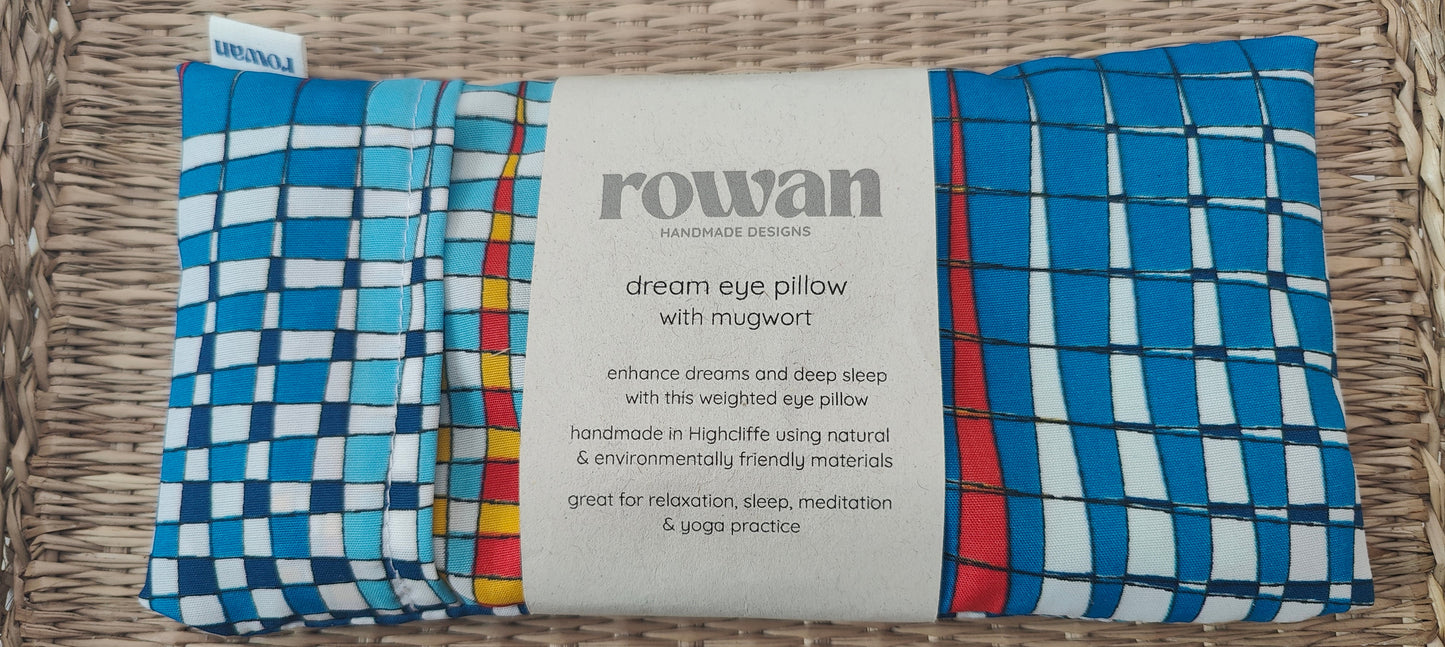 rowan
rowan
HANDMADE DESIGNS
dream eye pillow
with mugwort
enhance dreams and deep sleep
with this weighted eye pillow
handmade in Highcliffe using natural
& environmentally friendly materials
great for relaxation, sleep, meditation
& yoga practice